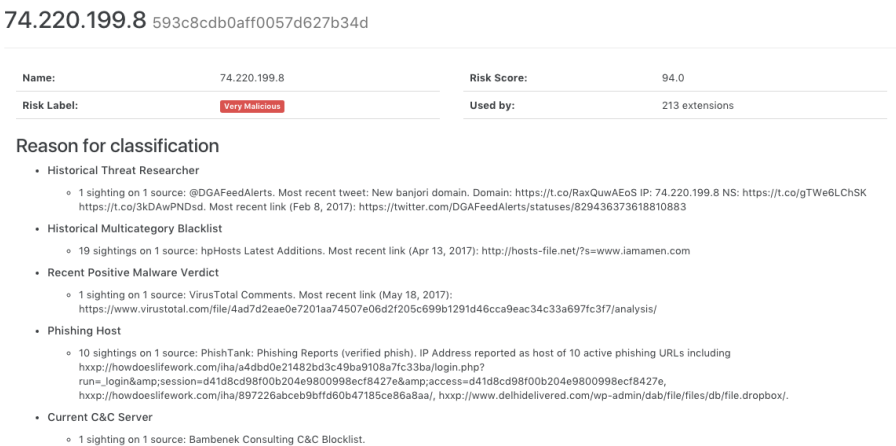 74.220.199.8 593c8cdb0aff0057d627b34d
Name: 74.220.199.8 Risk Score: 94.0
Risk Label: Very Malicious Used by: 213 extensions
Reason for classification
• Historical Threat Researcher
◦ 1 sighting on 1 source: @DGAFeedAlerts. Most recent tweet: New banjori domain. Domain: https://t.co/RaxQuwAEoS IP: 74.220.199.8 NS: https://t.co/gTWe6LChSK
https://t.co/3kDAwPNDsd. Most recent link (Feb 8, 2017): https://twitter.com/DGAFeedAlerts/statuses/829436373618810883
• Historical Multicategory Blacklist
◦ 19 sightings on 1 source: hpHosts Latest Additions. Most recent link (Apr 13, 2017): http://hosts-file.net/?s=www.iamamen.com
• Recent Positive Malware Verdict
◦ 1 sighting on 1 source: VirusTotal Comments. Most recent link (May 18, 2017):
https://www.virustotal.com/file/4ad7d2eae0e7201aa74507e06d2f205c699b1291d46cca9eac34c33a697fc3f7/analysis/
• Phishing Host
◦ 10 sightings on 1 source: PhishTank: Phishing Reports (verified phish). IP Address reported as host of 10 active phishing URLs including
hxxp://howdoeslifework.com/iha/a4dbd0e21482bd3c49ba9108a7fc33ba/login.php?
run=_login&amp;session=d41d8cd98f00b204e9800998ecf8427e&amp;access=d41d8cd98f00b204e9800998ecf8427e,
hxxp://howdoeslifework.com/iha/897226abceb9bffd60b47185ce86a8aa/, hxxp://www.delhidelivered.com/wp-admin/dab/file/files/db/file.dropbox/.
• Current C&C Server
◦ 1 sighting on 1 source: Bambenek Consulting C&C Blocklist.